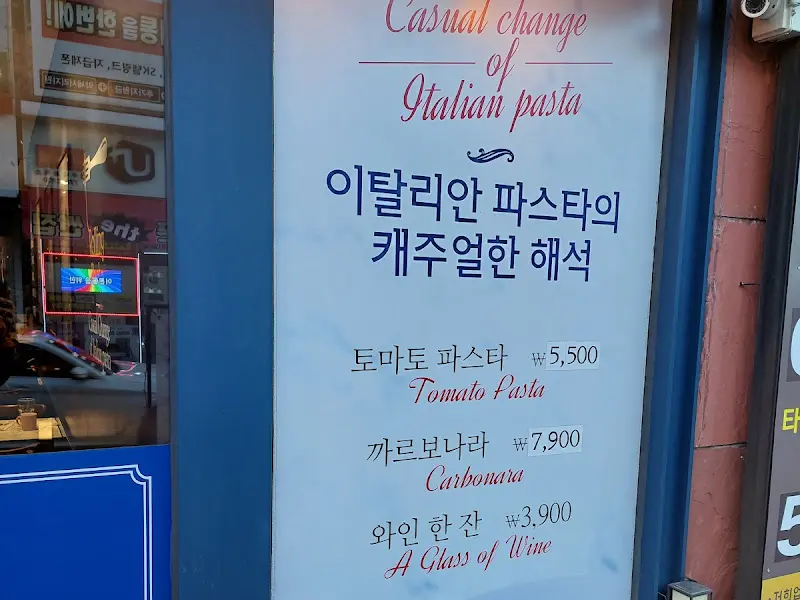 Casual change
of
Italian pasta
이탈리안 파스타의
캐주얼한 해석
토마토 파스타 ₩5,500
Tomato Pasta
까르보나라 ₩7,900
Carbonara
와인 한 잔 ₩3,900
A Glass of Wine
타
5